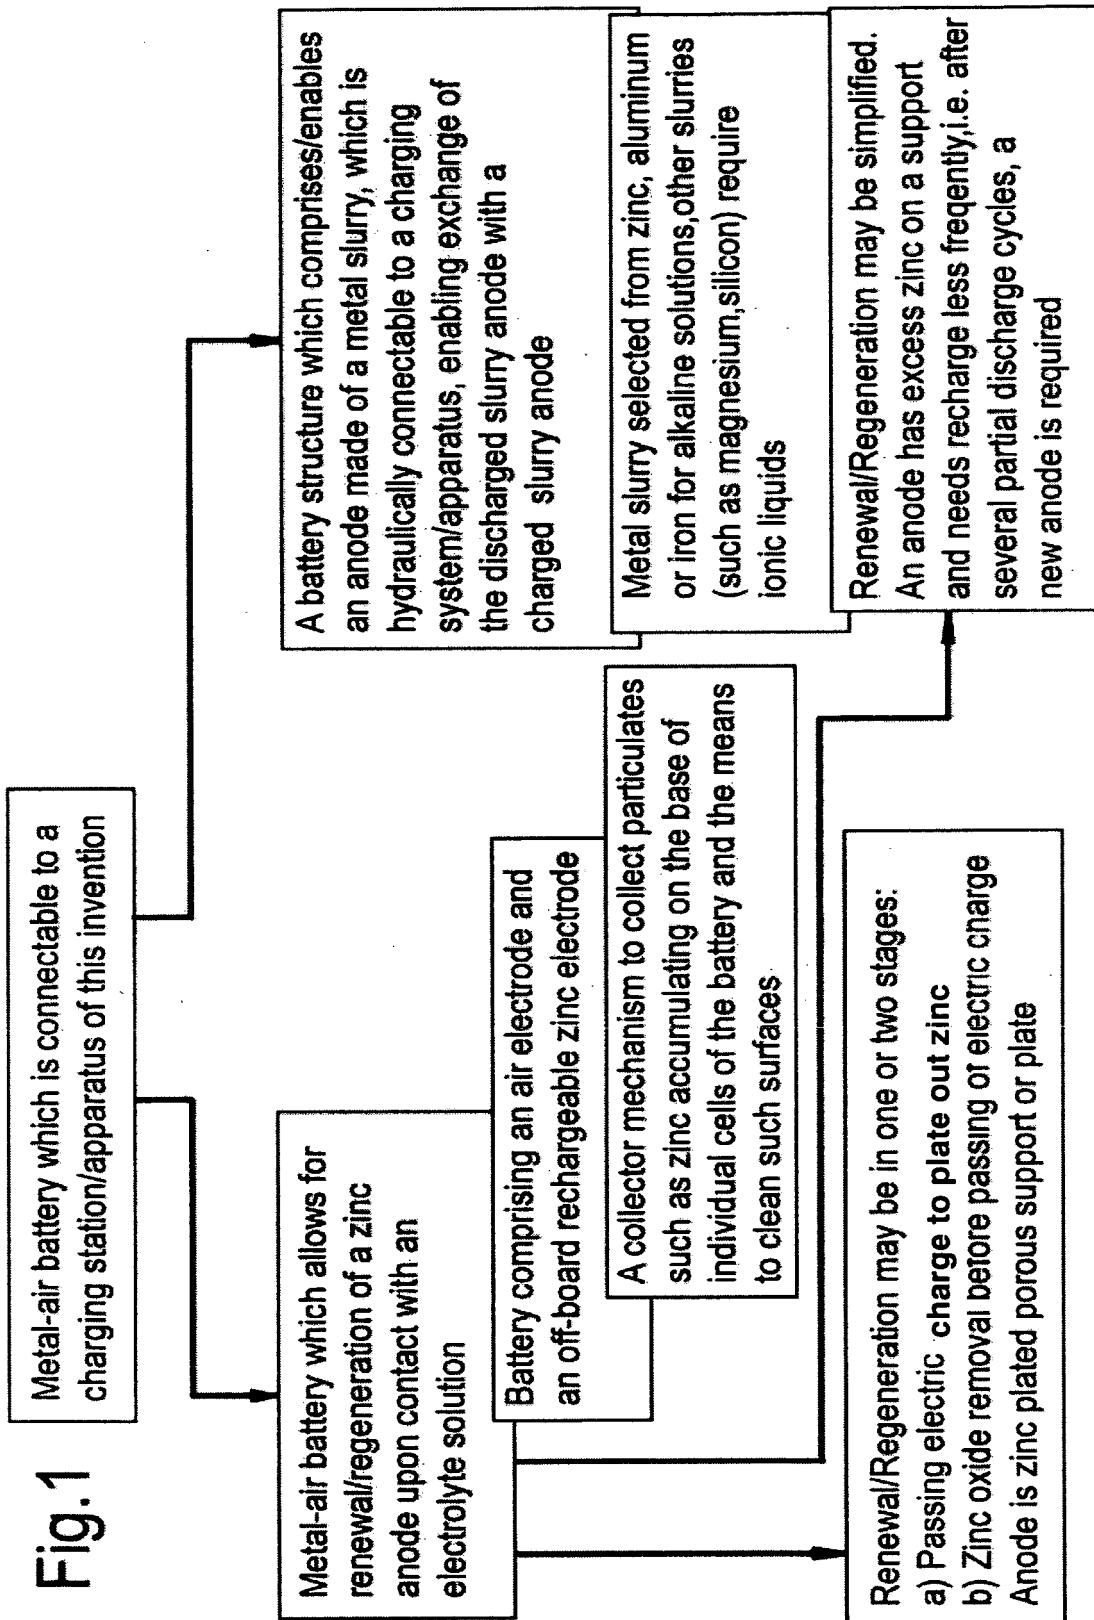 Fig.1
Metal-air battery which is connectable to a
charging station/apparatus of this invention
Metal-air battery which allows for
renewal/regeneration of a zinc
anode upon contact with an
electrolyte solution
Battery comprising an air electrode and
an off-board rechargeable zinc electrode
A collector mechanism to collect particulates
such as zinc accumulating on the base of
individual cells of the battery and the means
to clean such surfaces
Renewal/Regeneration may be in one or two stages:
a) Passing electric charge to plate out zinc
b) Zinc oxide removal before passing of electric cnarge
Anode is zinc plated porous support or plate
A battery structure which comprises/enables
an anode made of a metal slurry, which is
hydraulically connectable to a charging
system/apparatus, enabling exchange of
the discharged slurry anode with a
charged slurry anode
Metal slurry selected from zinc, aluminum
or iron for alkaline solutions,other slurries
(such as magnesium,silicon) require
ionic liquids
Renewal/Regeneration may be simplified.
An anode has excess zinc on a support
and needs recharge less freqently,i.e. after
several partial discharge cycles, a
new anode is required